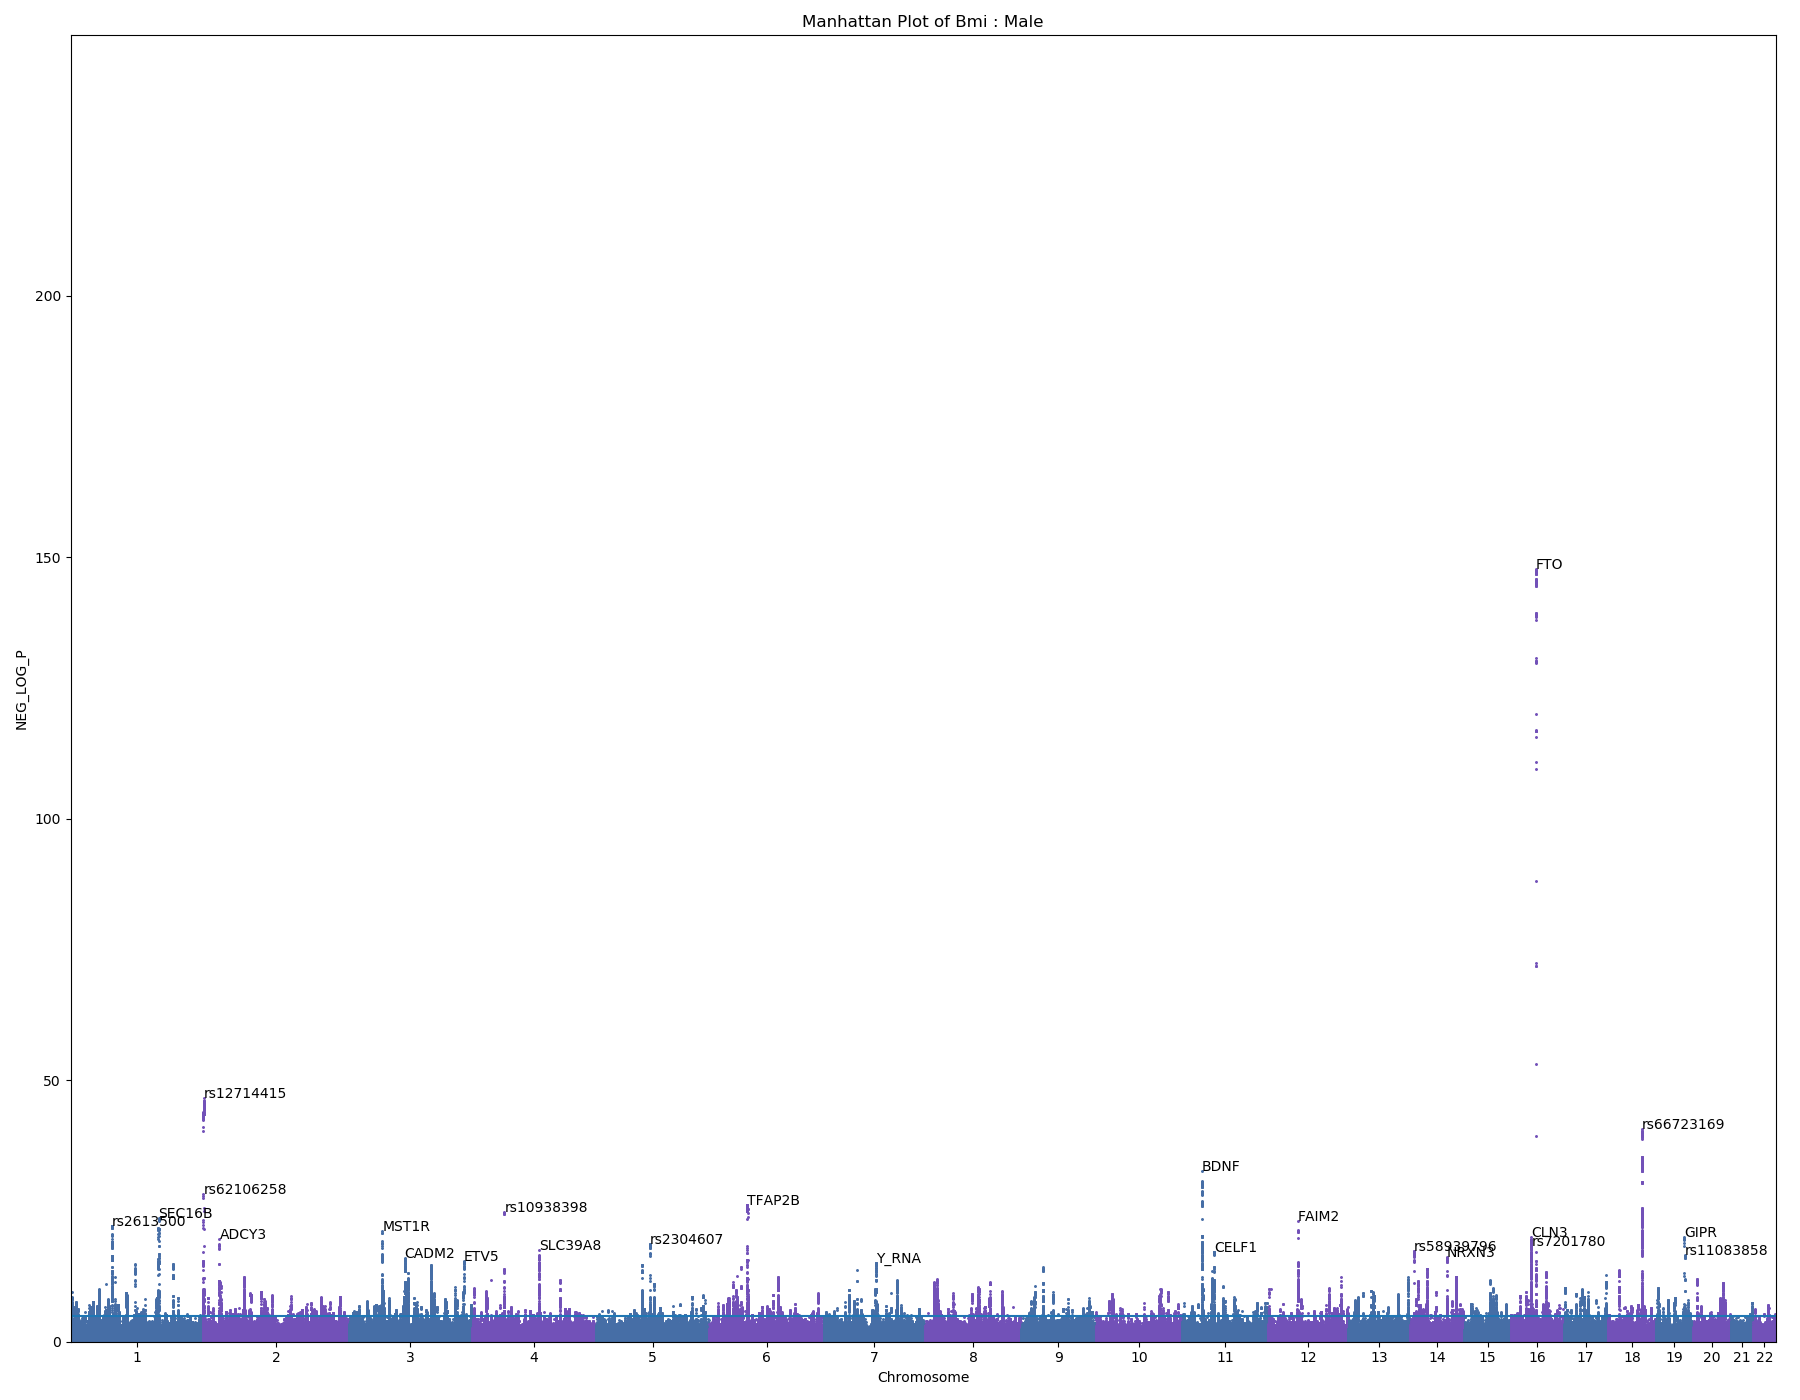 Manhattan Plot of Bmi : Male
NEG_LOG_P
200
150
100
50
0
FTO
rs12714415
rs66723169
BDNF
rs62106258
TFAP2B
rs10938398
SEC16B
rs2613500
FAIM2
MST1R
ADCY3
CLN3
GIPR
rs2304607
rs7201780
SLC39A8
rs58939796
CELF1
CADM2
NRXN3
rs11083858
ETV5
Y_RNA
1 2 3 4 5 6 7 8 9 10 11 12 13 14 15 16 17 18 19 20 21 22
Chromosome